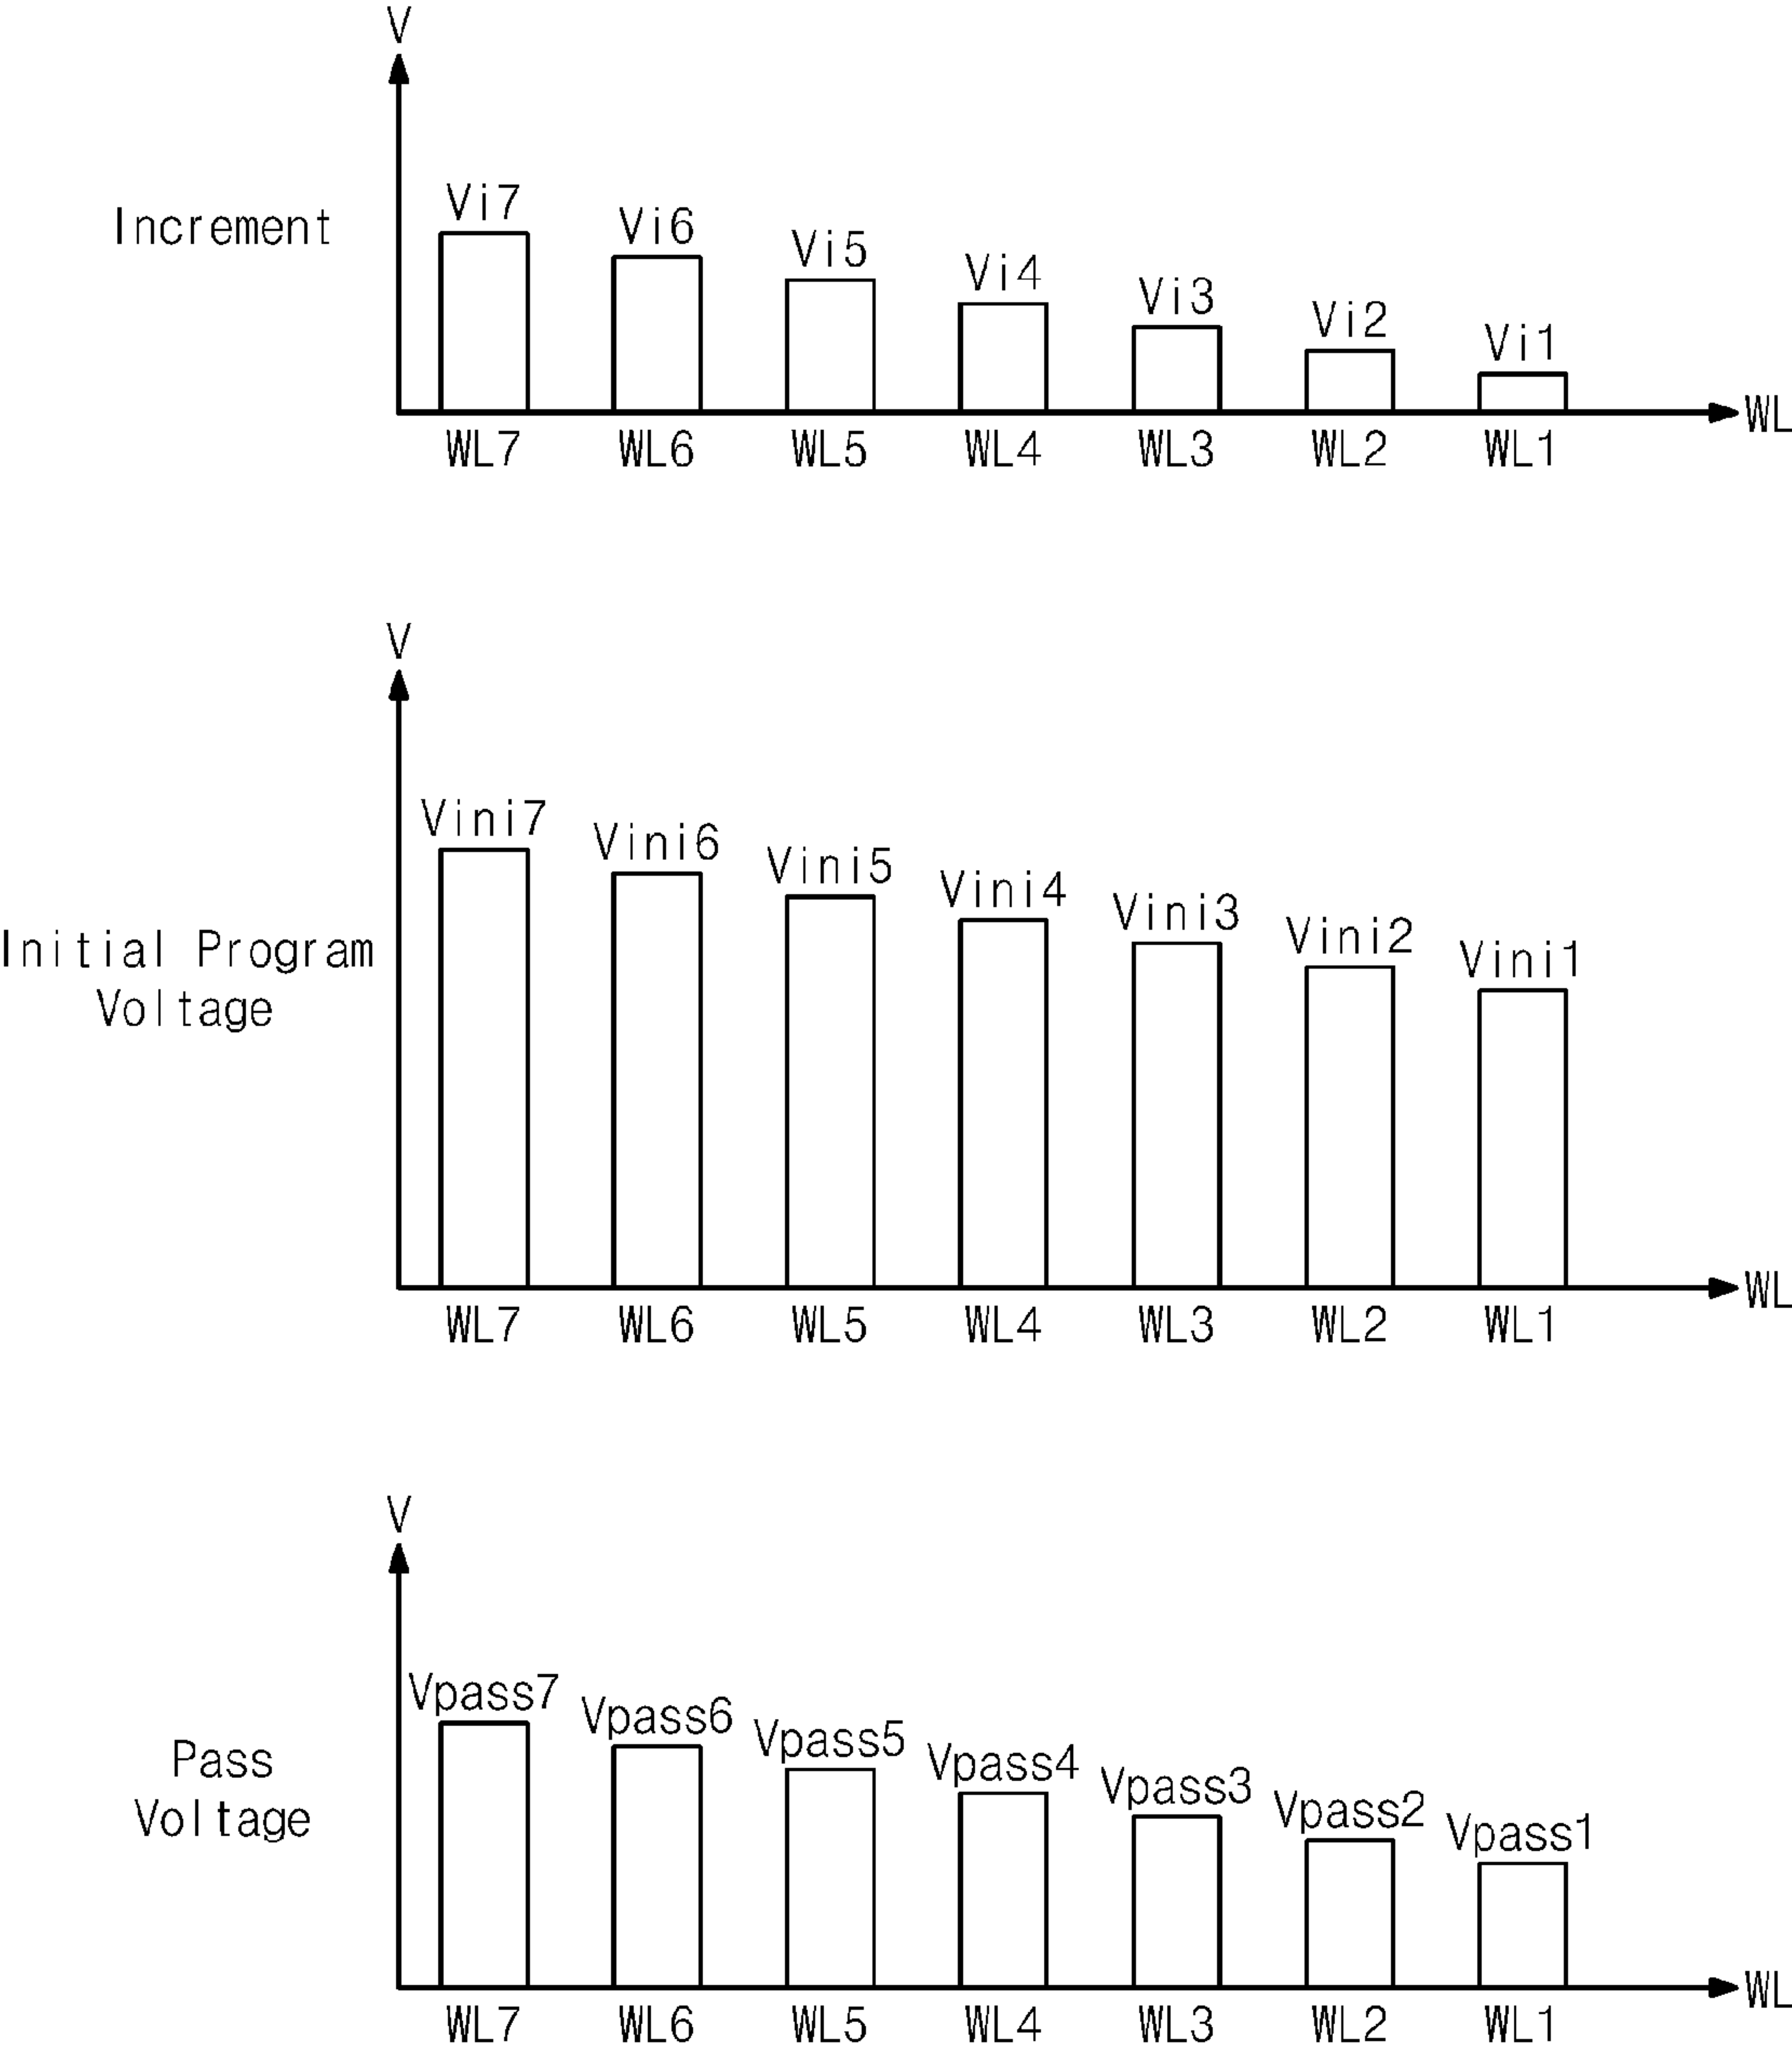 V
Increment
Vi7
Vi6
Vi5
Vi4
Vi3
Vi2
Vi1
WL7 WL6 WL5 WL4 WL3 WL2 WL1
WL
V
Initial Program
Voltage
Vini7
Vini6
Vini5
Vini4
Vini3
Vini2
Vini1
WL7 WL6 WL5 WL4 WL3 WL2 WL1
WL
V
Pass
Voltage
Vpass7
Vpass6
Vpass5
Vpass4
Vpass3
Vpass2
Vpass1
WL7 WL6 WL5 WL4 WL3 WL2 WL1
WL